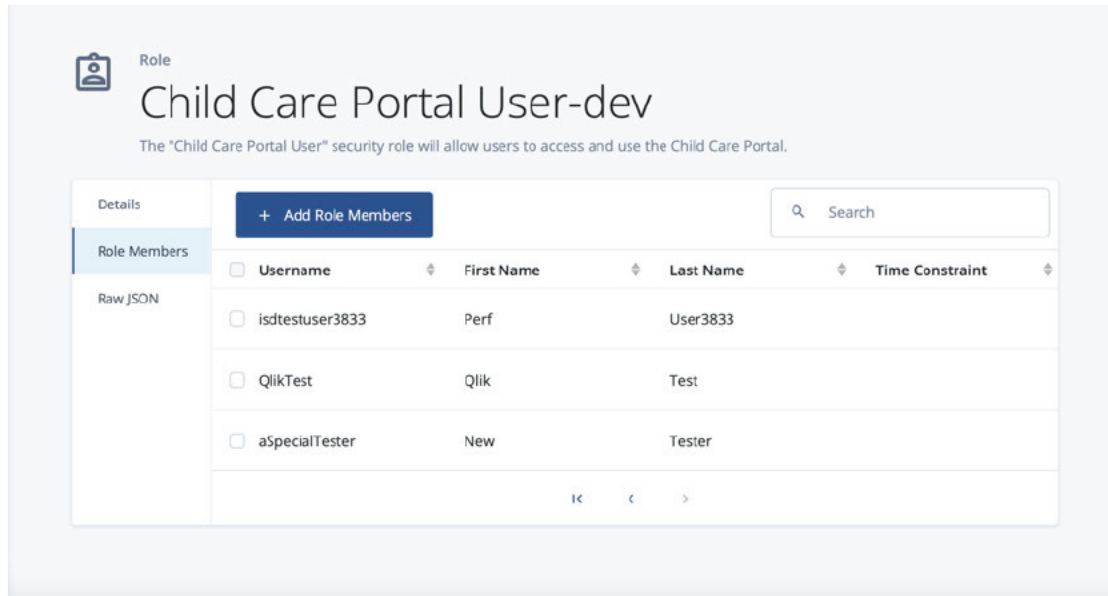 Role
Child Care Portal User-dev
The "Child Care Portal User" security role will allow users to access and use the Child Care Portal.
Details
Role Members
Raw JSON
+ Add Role Members
Search
Username First Name Last Name Time Constraint
isdtestuser3833 Perf User3833
QlikTest Qlik Test
aSpecialTester New Tester